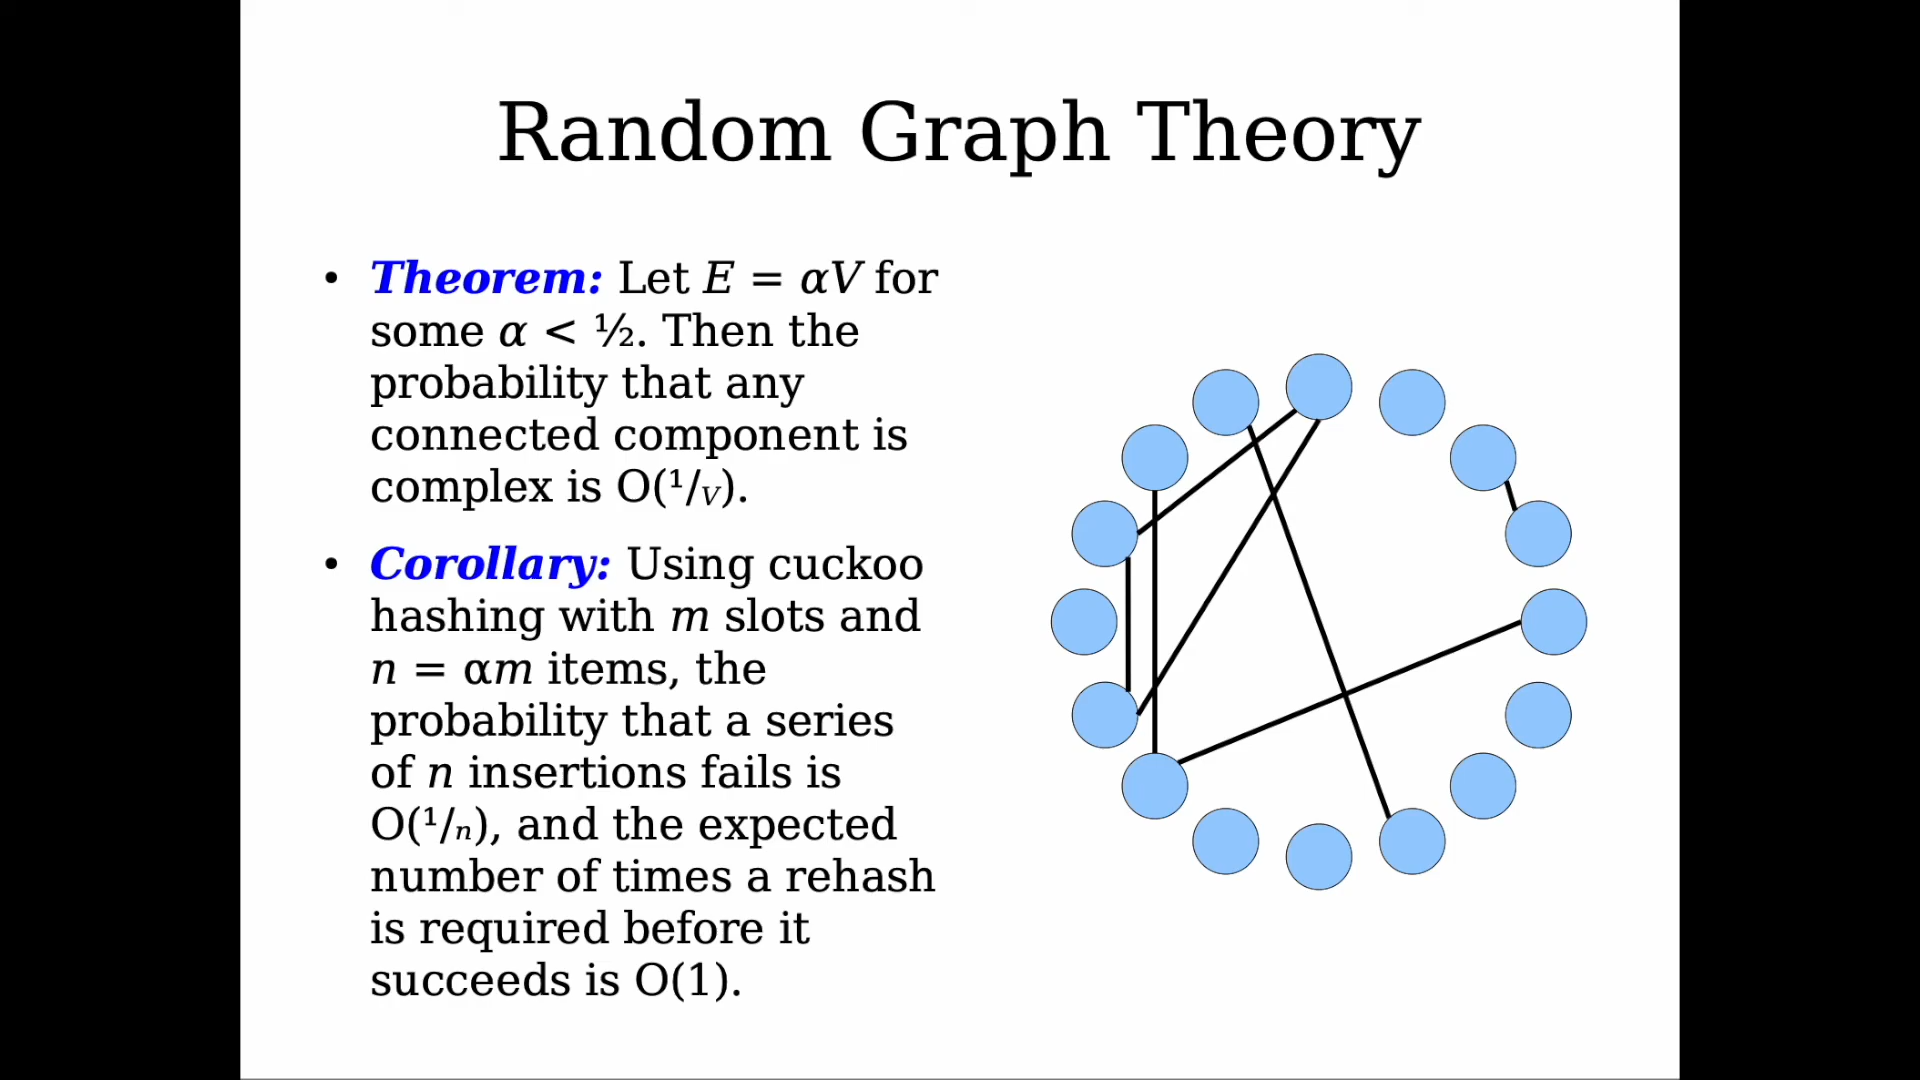 Random Graph Theory
• Theorem: Let E = αV for
some α < ½. Then the
probability that any
connected component is
complex is O(¹/ᵥ).
• Corollary: Using cuckoo
hashing with m slots and
n = αm items, the
probability that a series
of n insertions fails is
O(¹/ₙ), and the expected
number of times a rehash
is required before it
succeeds is O(1).